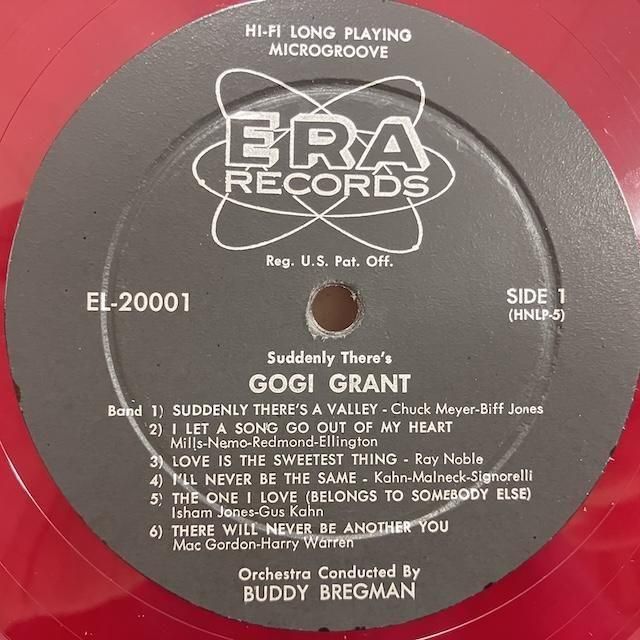 HI-FI LONG PLAYING
MICROGROOVE
ERA
RECORDS
Reg. U.S. Pat. Off.
EL-20001
SIDE 1
(HNLP-5)
Suddenly There's
GOGI GRANT
Band 1) SUDDENLY THERE'S A VALLEY - Chuck Meyer-Biff Jones
2) I LET A SONG GO OUT OF MY HEART
Mills-Nemo-Redmond-Ellington
3) LOVE IS THE SWEETEST THING - Ray Noble
4) I'LL NEVER BE THE SAME - Kahn-Malneck-Signorelli
5) THE ONE I LOVE (BELONGS TO SOMEBODY ELSE)
Isham Jones-Gus Kahn
6) THERE WILL NEVER BE ANOTHER YOU
Mac Gordon-Harry Warren
Orchestra Conducted By
BUDDY BREGMAN